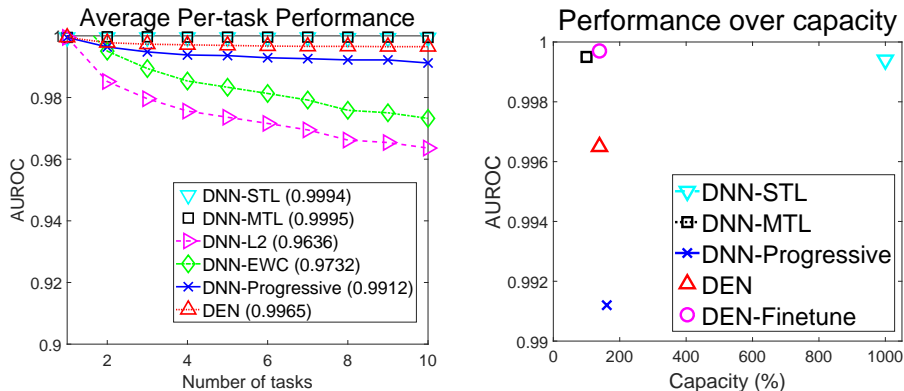 Average Per-task Performance
1
0.98
0.96
0.94
0.92
0.9
AUROC
DNN-STL (0.9994)
DNN-MTL (0.9995)
DNN-L2 (0.9636)
DNN-EWC (0.9732)
DNN-Progressive (0.9912)
DEN (0.9965)
2 4 6 8 10
Number of tasks
Performance over capacity
1
0.998
0.996
0.994
0.992
0.99
AUROC
DNN-STL
DNN-MTL
DNN-Progressive
DEN
DEN-Finetune
0 200 400 600 800 1000
Capacity (%)